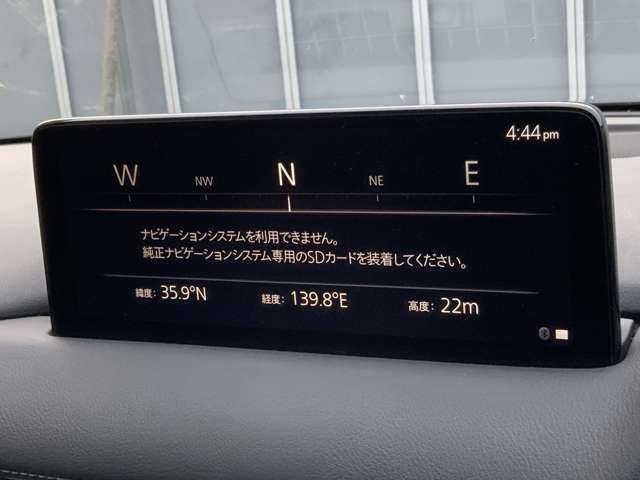 4:44pm
W NW N NE E
ナビゲーションシステムを利用できません。
純正ナビゲーションシステム専用のSDカードを装着してください。
緯度: 35.9°N 経度: 139.8°E 高度: 22m